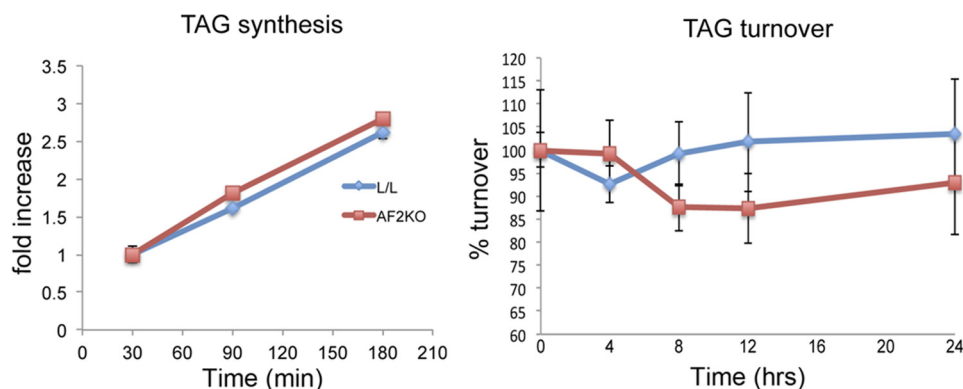 TAG synthesis
fold increase
3.5
3
2.5
2
1.5
1
0.5
0
0 30 60 90 120 150 180 210
Time (min)
L/L
AF2KO
TAG turnover
% turnover
120
115
110
105
100
95
90
85
80
75
70
65
60
0 4 8 12 16 20 24
Time (hrs)